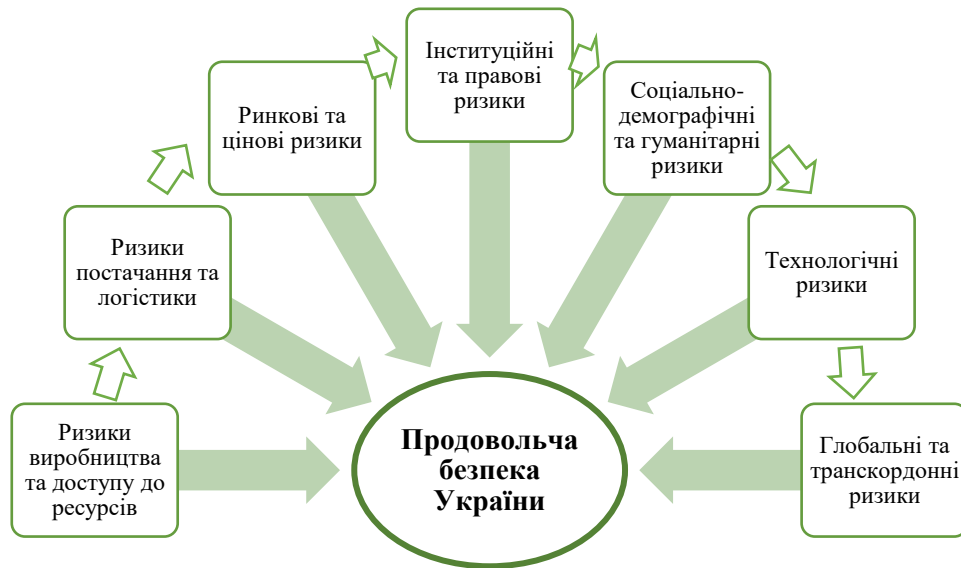 Інституційні
та правові
ризики
Ринкові та
цінові ризики
Соціально-
демографічні
та гуманітарні
ризики
Ризики
постачання та
логістики
Технологічні
ризики
Ризики
виробництва
та доступу до
ресурсів
Продовольча
безпека
України
Глобальні та
транскордонні
ризики